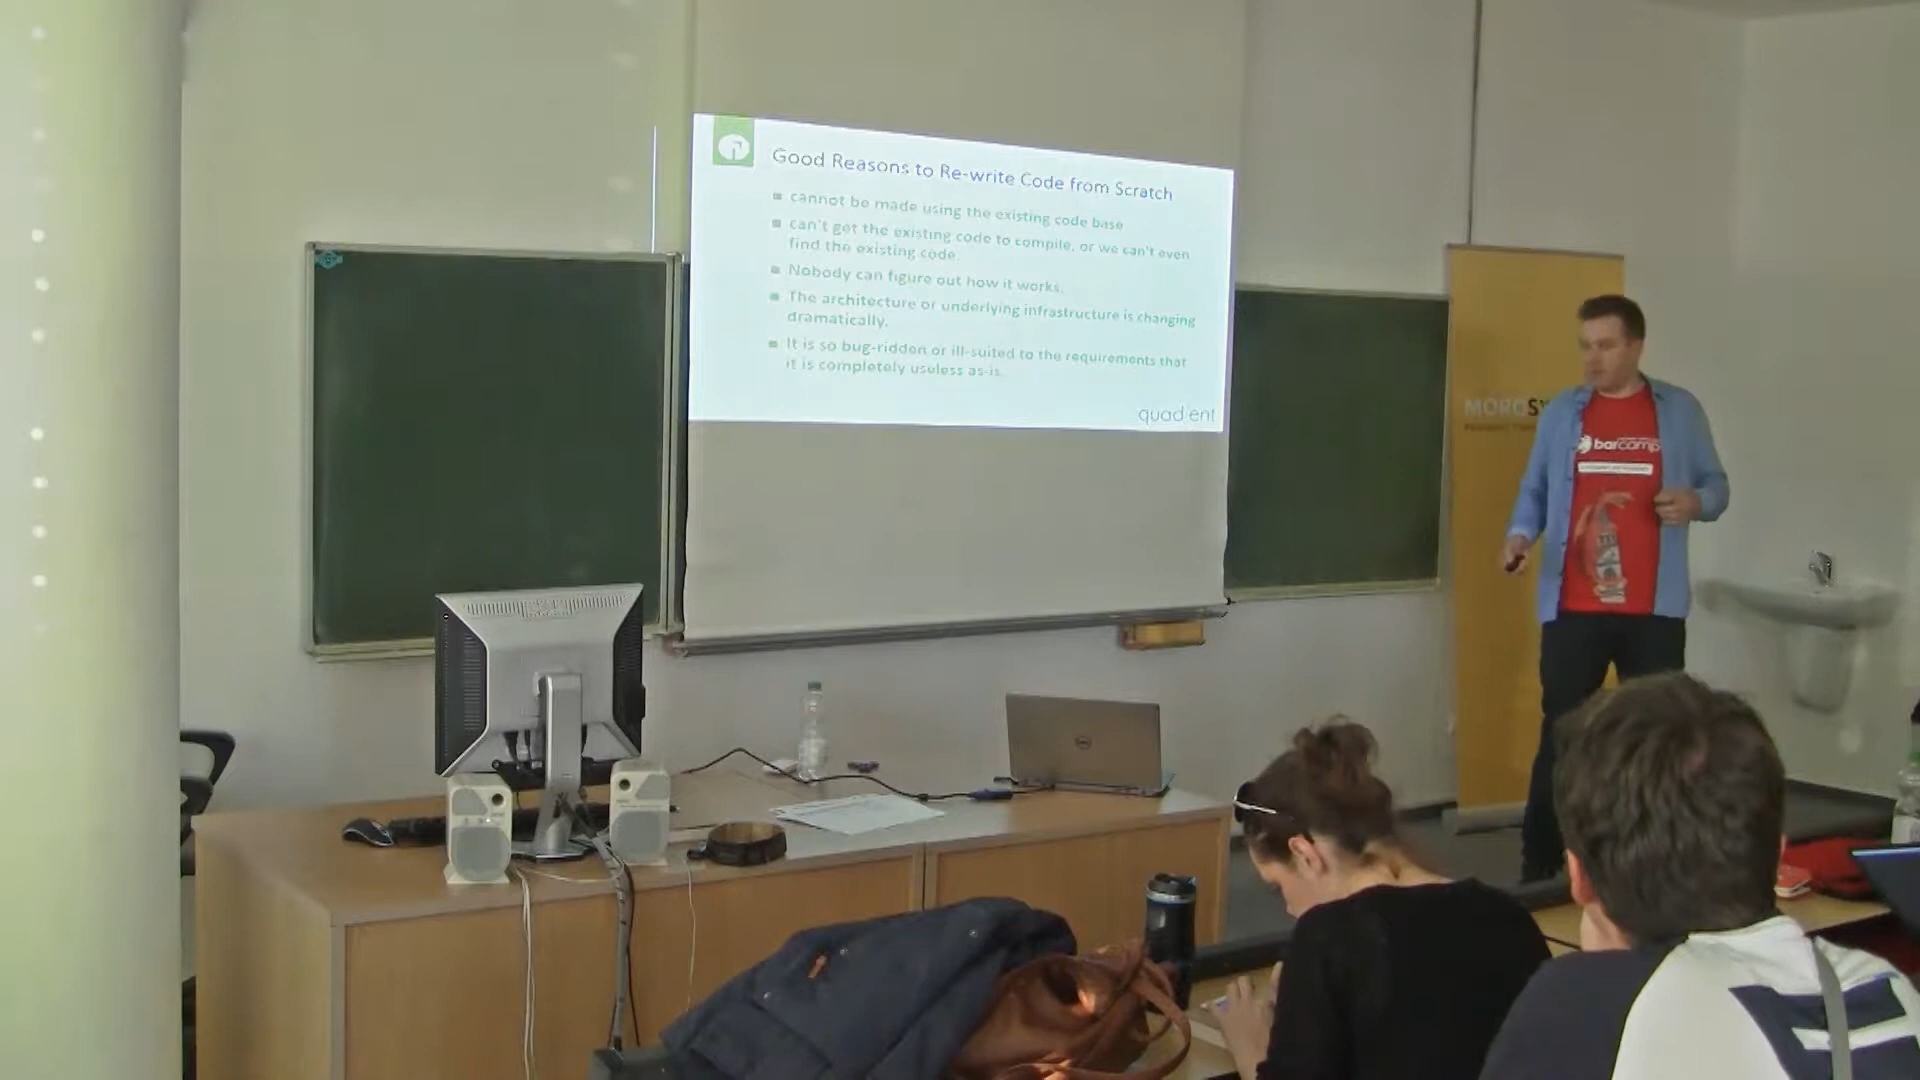 Good Reasons to Re-write Code from Scratch
cannot be made using the existing code base
can't get the existing code to compile, or we can't even
find the existing code.
Nobody can figure out how it works.
The architecture or underlying infrastructure is changing
dramatically.
It is so bug-ridden or ill-suited to the requirements that
it is completely useless as-is.
quadient
MOROSY
barcamp
DELL